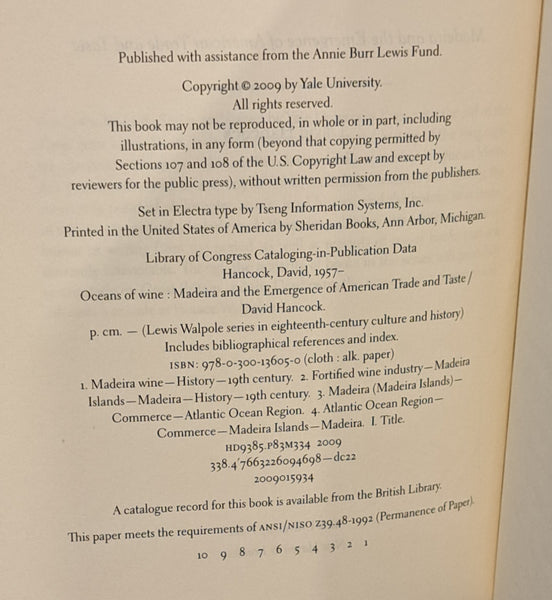 Published with assistance from the Annie Burr Lewis Fund.
Copyright © 2009 by Yale University.
All rights reserved.
This book may not be reproduced, in whole or in part, including
illustrations, in any form (beyond that copying permitted by
Sections 107 and 108 of the U.S. Copyright Law and except by
reviewers for the public press), without written permission from the publishers.
Set in Electra type by Tseng Information Systems, Inc.
Printed in the United States of America by Sheridan Books, Ann Arbor, Michigan.
Library of Congress Cataloging-in-Publication Data
Hancock, David, 1957–
Oceans of wine : Madeira and the Emergence of American Trade and Taste /
David Hancock.
p. cm. — (Lewis Walpole series in eighteenth-century culture and history)
Includes bibliographical references and index.
ISBN: 978-0-300-13605-0 (cloth : alk. paper)
1. Madeira wine—History—19th century. 2. Fortified wine industry—Madeira
Islands—Madeira—History—19th century. 3. Madeira (Madeira Islands)—
Commerce—Atlantic Ocean Region. 4. Atlantic Ocean Region—
Commerce—Madeira Islands—Madeira. I. Title.
HD9385.P83M334 2009
338.4'7663226094698—dc22
2009015934
A catalogue record for this book is available from the British Library.
This paper meets the requirements of ANSI/NISO Z39.48-1992 (Permanence of Paper).
10 9 8 7 6 5 4 3 2 1